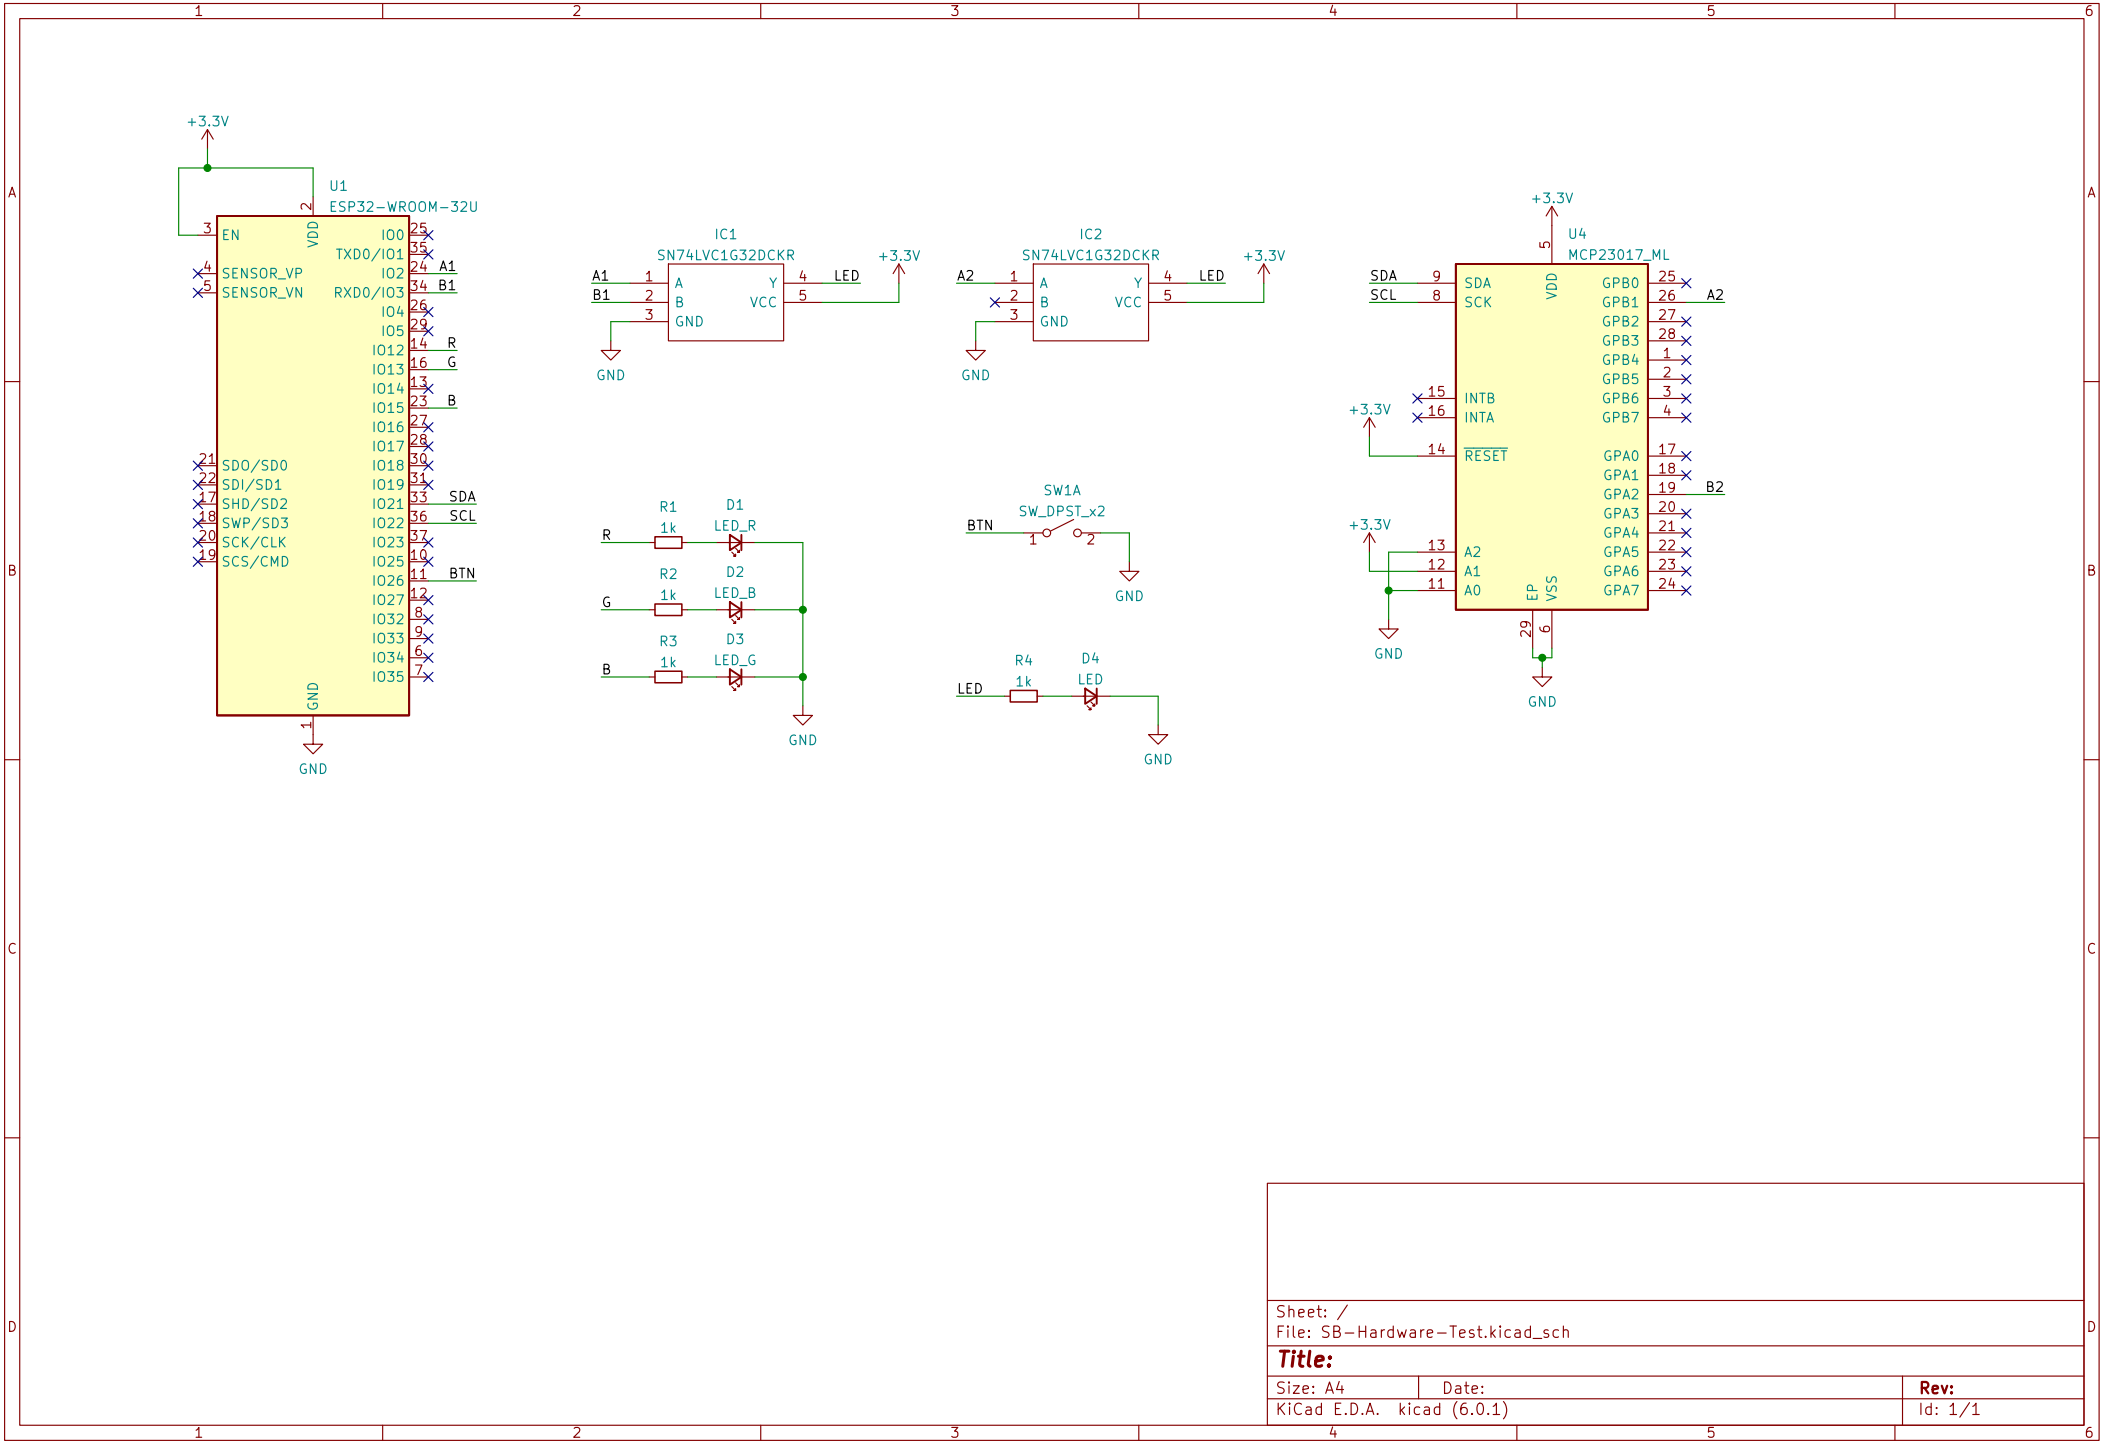 1 2 3 4 5 6
A
B
C
D
+3.3V
U1
ESP32-WROOM-32U
2
VDD
3 EN
4 SENSOR_VP
5 SENSOR_VN
21 SDO/SD0
22 SDI/SD1
17 SHD/SD2
18 SWP/SD3
20 SCK/CLK
19 SCS/CMD
IO0 25
TXD0/IO1 35
IO2 24 A1
RXD0/IO3 34 B1
IO4 26
IO5 29
IO12 14 R
IO13 16 G
IO14 13
IO15 23 B
IO16 27
IO17 28
IO18 30
IO19 31
IO21 33 SDA
IO22 36 SCL
IO23 37
IO25 10
IO26 11 BTN
IO27 12
IO32 8
IO33 9
IO34 6
IO35 7
GND
1
GND
IC1
SN74LVC1G32DCKR
A1 1 A
B1 2 B
3 GND
Y 4 LED
VCC 5
+3.3V
GND
IC2
SN74LVC1G32DCKR
A2 1 A
2 B
3 GND
Y 4 LED
VCC 5
+3.3V
GND
R R1 1k D1 LED_R
G R2 1k D2 LED_B
B R3 1k D3 LED_G
GND
SW1A
SW_DPST_x2
BTN 1 2
GND
LED R4 1k D4 LED
GND
+3.3V
U4
MCP23017_ML
5
VDD
SDA 9 SDA
SCL 8 SCK
15 INTB
16 INTA
+3.3V
14 RESET
+3.3V
13 A2
12 A1
11 A0
GND
GPB0 25
GPB1 26 A2
GPB2 27
GPB3 28
GPB4 1
GPB5 2
GPB6 3
GPB7 4
GPA0 17
GPA1 18
GPA2 19 B2
GPA3 20
GPA4 21
GPA5 22
GPA6 23
GPA7 24
EP VSS
29 6
GND
A
B
C
D
Sheet: /
File: SB-Hardware-Test.kicad_sch
Title:
Size: A4 Date: Rev:
KiCad E.D.A. kicad (6.0.1) Id: 1/1
1 2 3 4 5 6